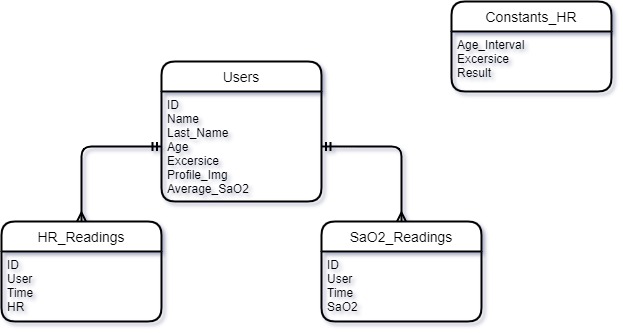 Constants_HR
Age_Interval
Excersice
Result
Users
ID
Name
Last_Name
Age
Excersice
Profile_Img
Average_SaO2
HR_Readings
ID
User
Time
HR
SaO2_Readings
ID
User
Time
SaO2